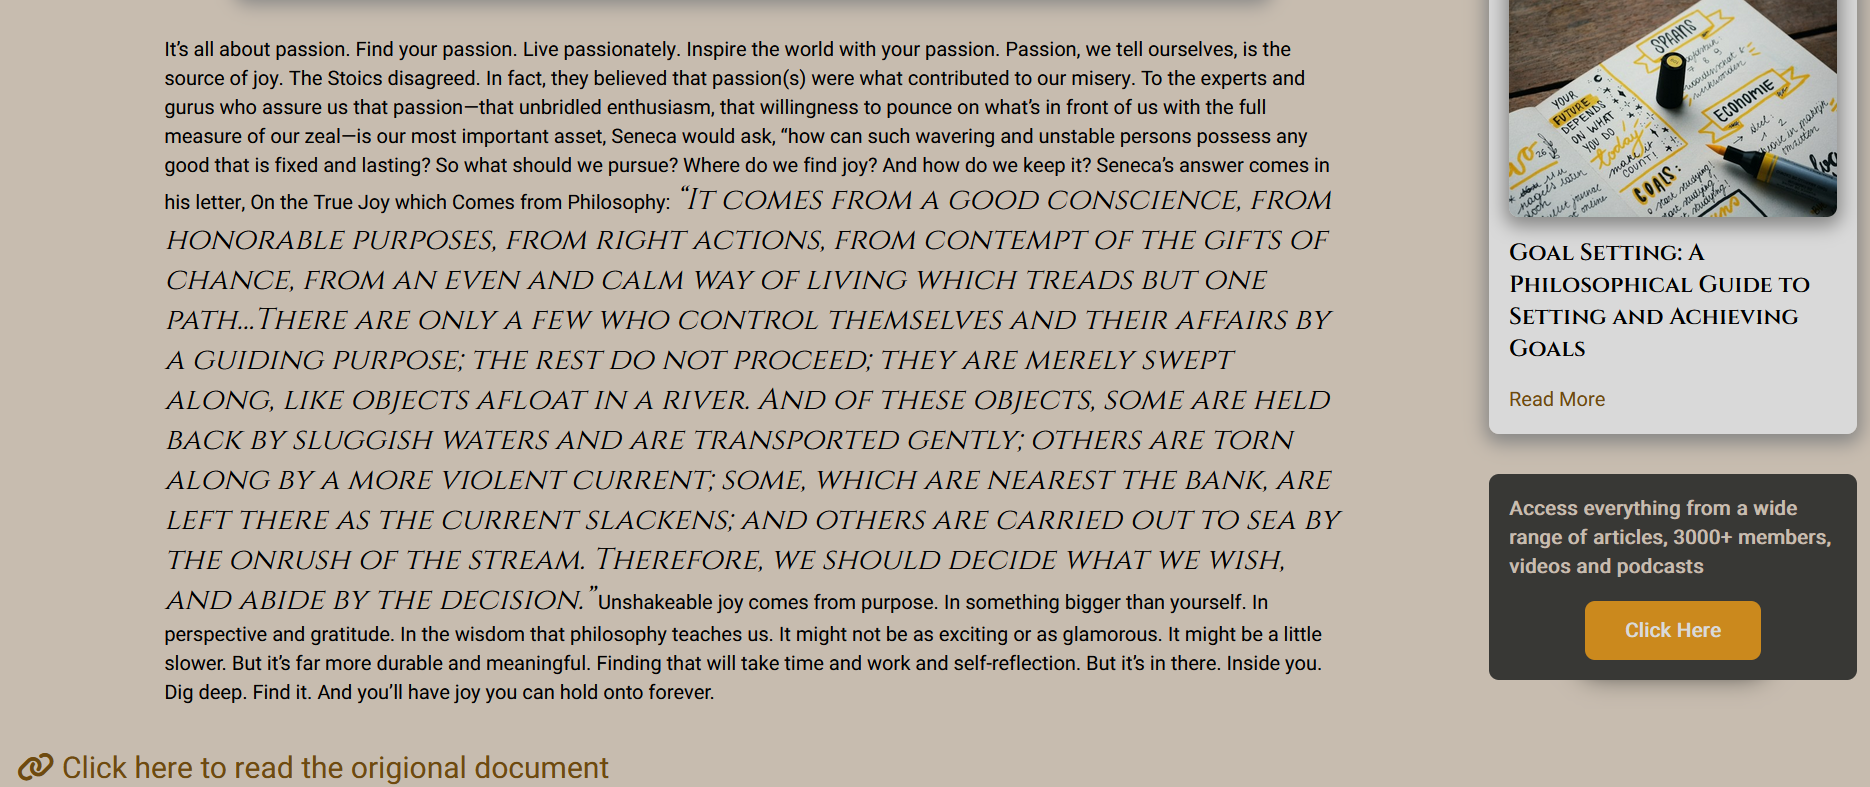 It’s all about passion. Find your passion. Live passionately. Inspire the world with your passion. Passion, we tell ourselves, is the
source of joy. The Stoics disagreed. In fact, they believed that passion(s) were what contributed to our misery. To the experts and
gurus who assure us that passion—that unbridled enthusiasm, that willingness to pounce on what’s in front of us with the full
measure of our zeal—is our most important asset, Seneca would ask, “how can such wavering and unstable persons possess any
good that is fixed and lasting? So what should we pursue? Where do we find joy? And how do we keep it? Seneca’s answer comes in
his letter, On the True Joy which Comes from Philosophy: “It comes from a good conscience, from
honorable purposes, from right actions, from contempt of the gifts of
chance, from an even and calm way of living which treads but one
path...There are only a few who control themselves and their affairs by
a guiding purpose; the rest do not proceed; they are merely swept
along, like objects afloat in a river. And of these objects, some are held
back by sluggish waters and are transported gently; others are torn
along by a more violent current; some, which are nearest the bank, are
left there as the current slackens; and others are carried out to sea by
the onrush of the stream. Therefore, we should decide what we wish,
and abide by the decision.” Unshakeable joy comes from purpose. In something bigger than yourself. In
perspective and gratitude. In the wisdom that philosophy teaches us. It might not be as exciting or as glamorous. It might be a little
slower. But it’s far more durable and meaningful. Finding that will take time and work and self-reflection. But it’s in there. Inside you.
Dig deep. Find it. And you’ll have joy you can hold onto forever.
Click here to read the origional document
SPAANS
ECONOMIE
YOUR
FUTURE
DEPENDS
ON WHAT
YOU DO
today
make it
COUNT!
GOALS:
start studying!
studying!
Goal Setting: A
Philosophical Guide to
Setting and Achieving
Goals
Read More
Access everything from a wide
range of articles, 3000+ members,
videos and podcasts
Click Here